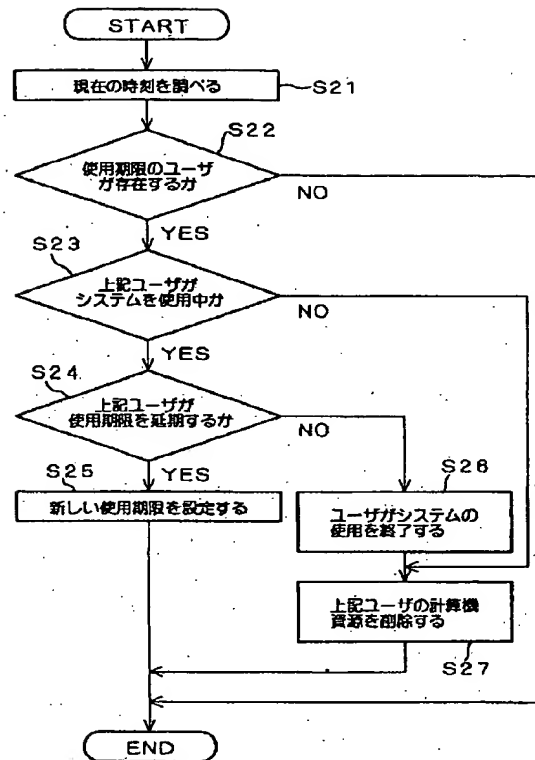 START
現在の時刻を調べる
S21
S22
使用期限のユーザ
が存在するか
NO
YES
S23
上記ユーザが
システムを使用中か
NO
YES
S24
上記ユーザが
使用期限を延期するか
NO
YES
S25
新しい使用期限を設定する
S26
ユーザがシステムの
使用を終了する
上記ユーザの計算機
資源を削除する
S27
END